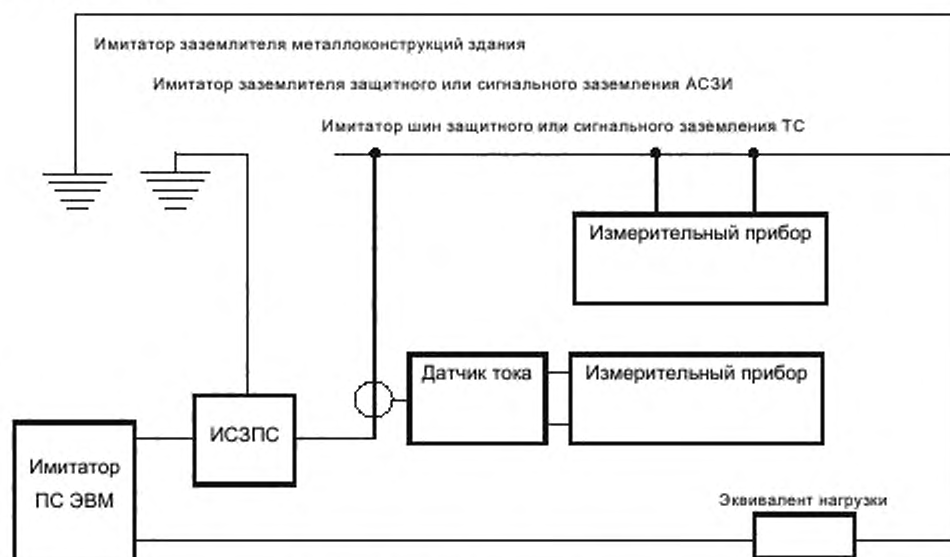 Имитатор заземлителя металлоконструкций здания
Имитатор заземлителя защитного или сигнального заземления АСЗИ
Имитатор шин защитного или сигнального заземления ТС
Измерительный прибор
Датчик тока
Измерительный прибор
ИСЗПС
Имитатор
ПС ЭВМ
Эквивалент нагрузки